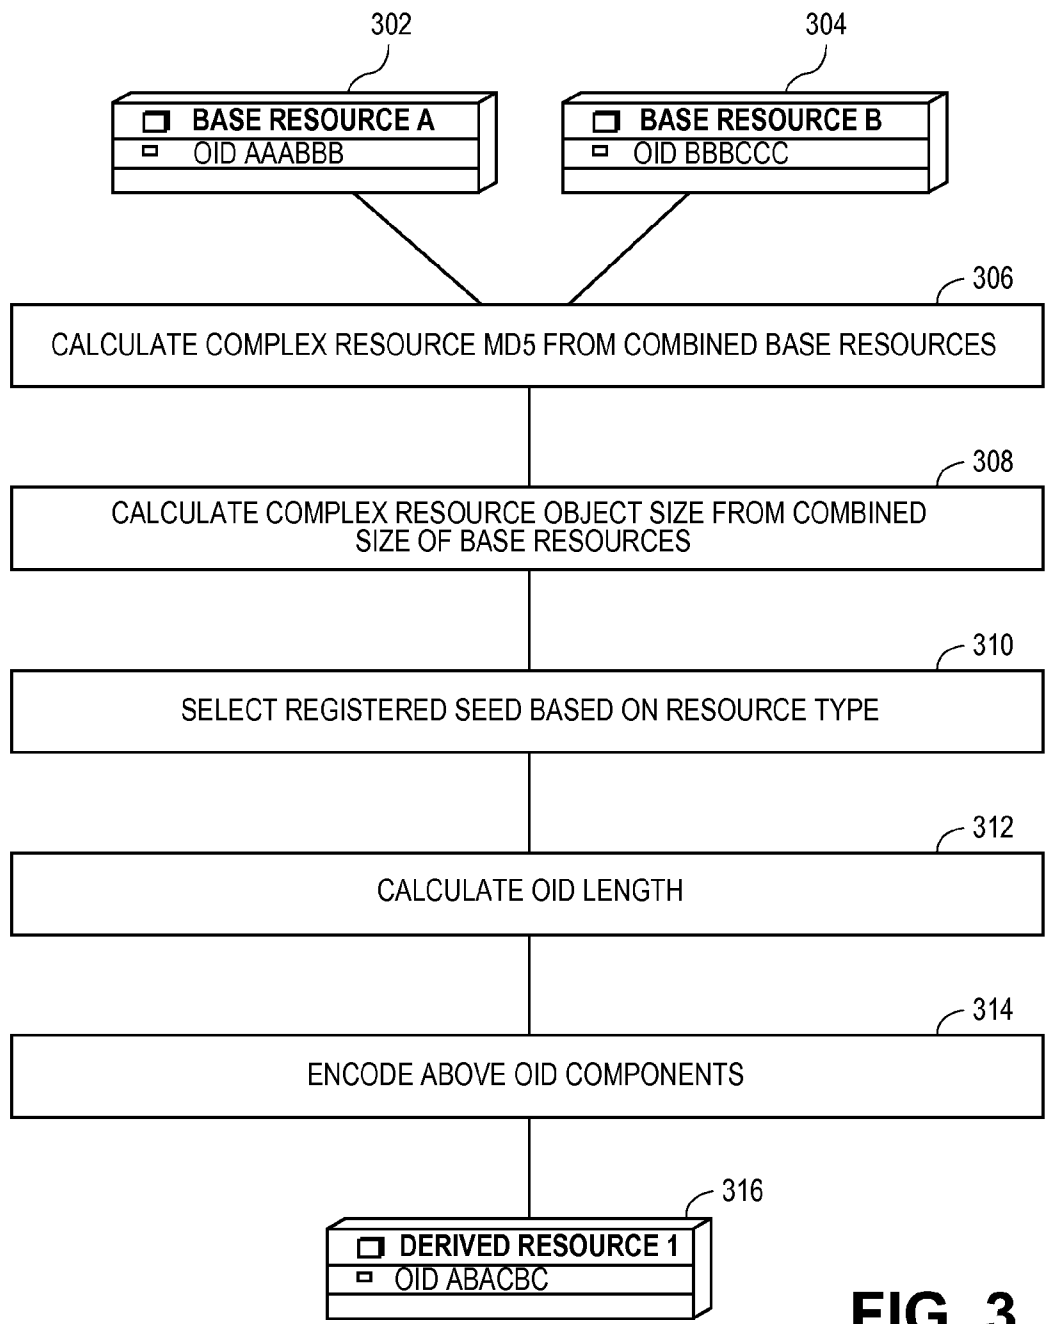 302
304
BASE RESOURCE A
OID AAABBB
BASE RESOURCE B
OID BBBCCC
306
CALCULATE COMPLEX RESOURCE MD5 FROM COMBINED BASE RESOURCES
308
CALCULATE COMPLEX RESOURCE OBJECT SIZE FROM COMBINED
SIZE OF BASE RESOURCES
310
SELECT REGISTERED SEED BASED ON RESOURCE TYPE
312
CALCULATE OID LENGTH
314
ENCODE ABOVE OID COMPONENTS
316
DERIVED RESOURCE 1
OID ABACBC
FIG. 3